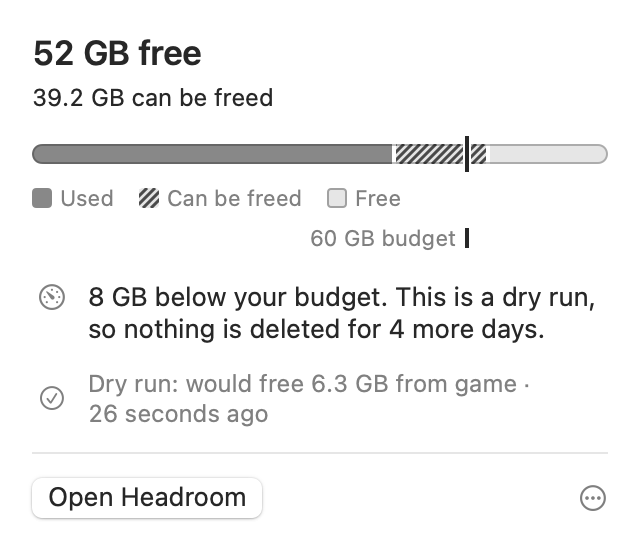 52 GB free
39.2 GB can be freed
Used
Can be freed
Free
60 GB budget
8 GB below your budget. This is a dry run,
so nothing is deleted for 4 more days.
Dry run: would free 6.3 GB from game ·
26 seconds ago
Open Headroom